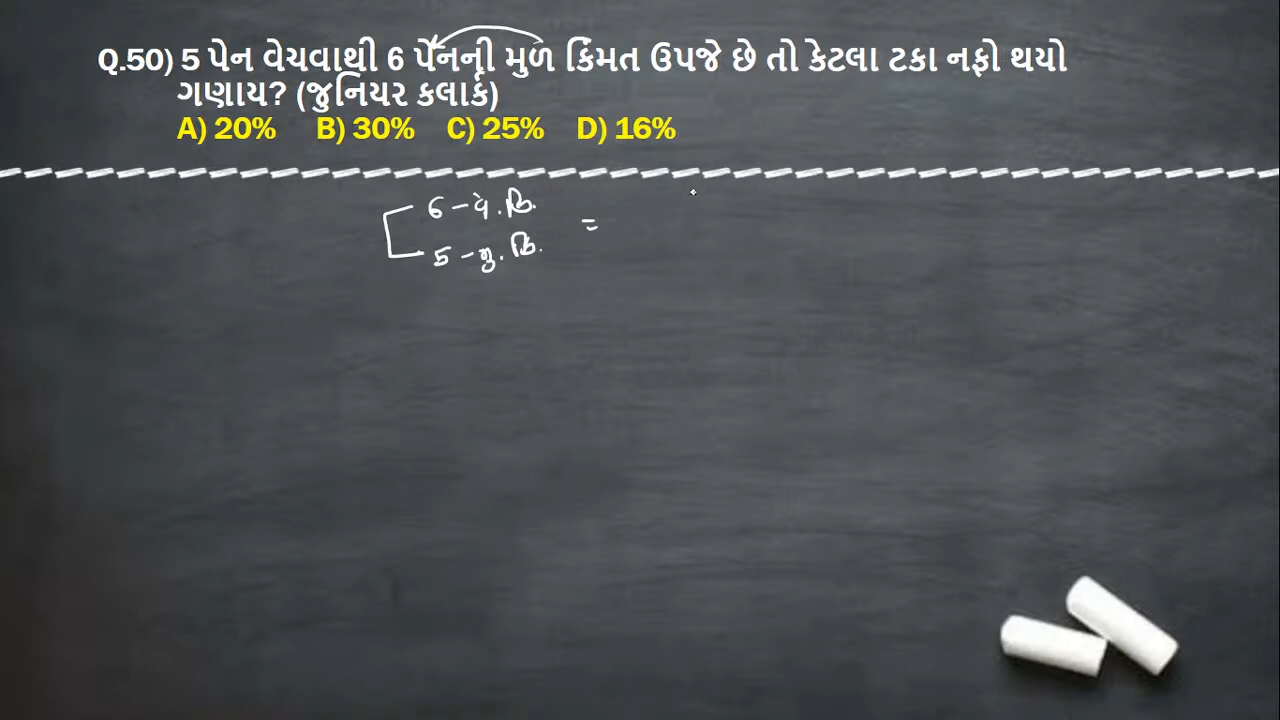 Q.50) 5 પેન વેચવાથી 6 પેનની મુળ કિંમત ઉપજે છે તો કેટલા ટકા નફો થયો
ગણાય? (જુનિયર કલાર્ક)
A) 20% B) 30% C) 25% D) 16%
6 - વે. કિં.
=
5 - મુ. કિં.